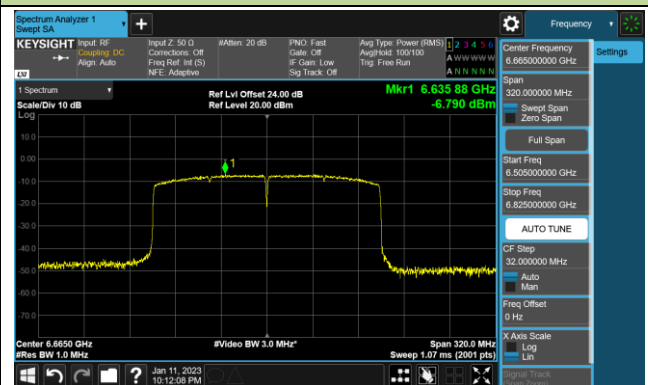 Spectrum Analyzer 1
Swept SA
Frequency
KEYSIGHT
Input: RF
Coupling: DC
Align: Auto
Input Z: 50 Ω
Corrections: Off
Freq Ref: Int (S)
NFE: Adaptive
#Atten: 20 dB
PNO: Fast
Gate: Off
IF Gain: Low
Sig Track: Off
Avg Type: Power (RMS)
Avg|Hold: 100/100
Trig: Free Run
1 2 3 4 5 6
A W W W W W
A N N N N N
LXI
1 Spectrum
Scale/Div 10 dB
Log
Ref Lvl Offset 24.00 dB
Ref Level 20.00 dBm
Mkr1 6.635 88 GHz
-6.790 dBm
10.0
0.00
-10.0
-20.0
-30.0
-40.0
-50.0
-60.0
-70.0
1
Center 6.6650 GHz
#Res BW 1.0 MHz
#Video BW 3.0 MHz*
Span 320.0 MHz
Sweep 1.07 ms (2001 pts)
Jan 11, 2023
10:12:08 PM
Center Frequency
6.665000000 GHz
Settings
Span
320.000000 MHz
Swept Span
Zero Span
Full Span
Start Freq
6.505000000 GHz
Stop Freq
6.825000000 GHz
AUTO TUNE
CF Step
32.000000 MHz
Auto
Man
Freq Offset
0 Hz
X Axis Scale
Log
Lin
Signal Track
(Span Zoom)